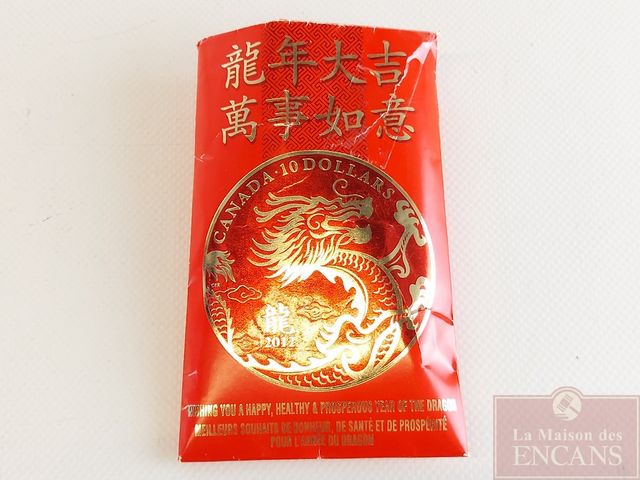 龍年大吉
萬事如意
CANADA · 10 DOLLARS
龍
2012
WISHING YOU A HAPPY, HEALTHY & PROSPEROUS YEAR OF THE DRAGON
MEILLEURS SOUHAITS DE BONHEUR, DE SANTÉ ET DE PROSPÉRITÉ
POUR L'ANNÉE DU DRAGON
La Maison des
ENCANS